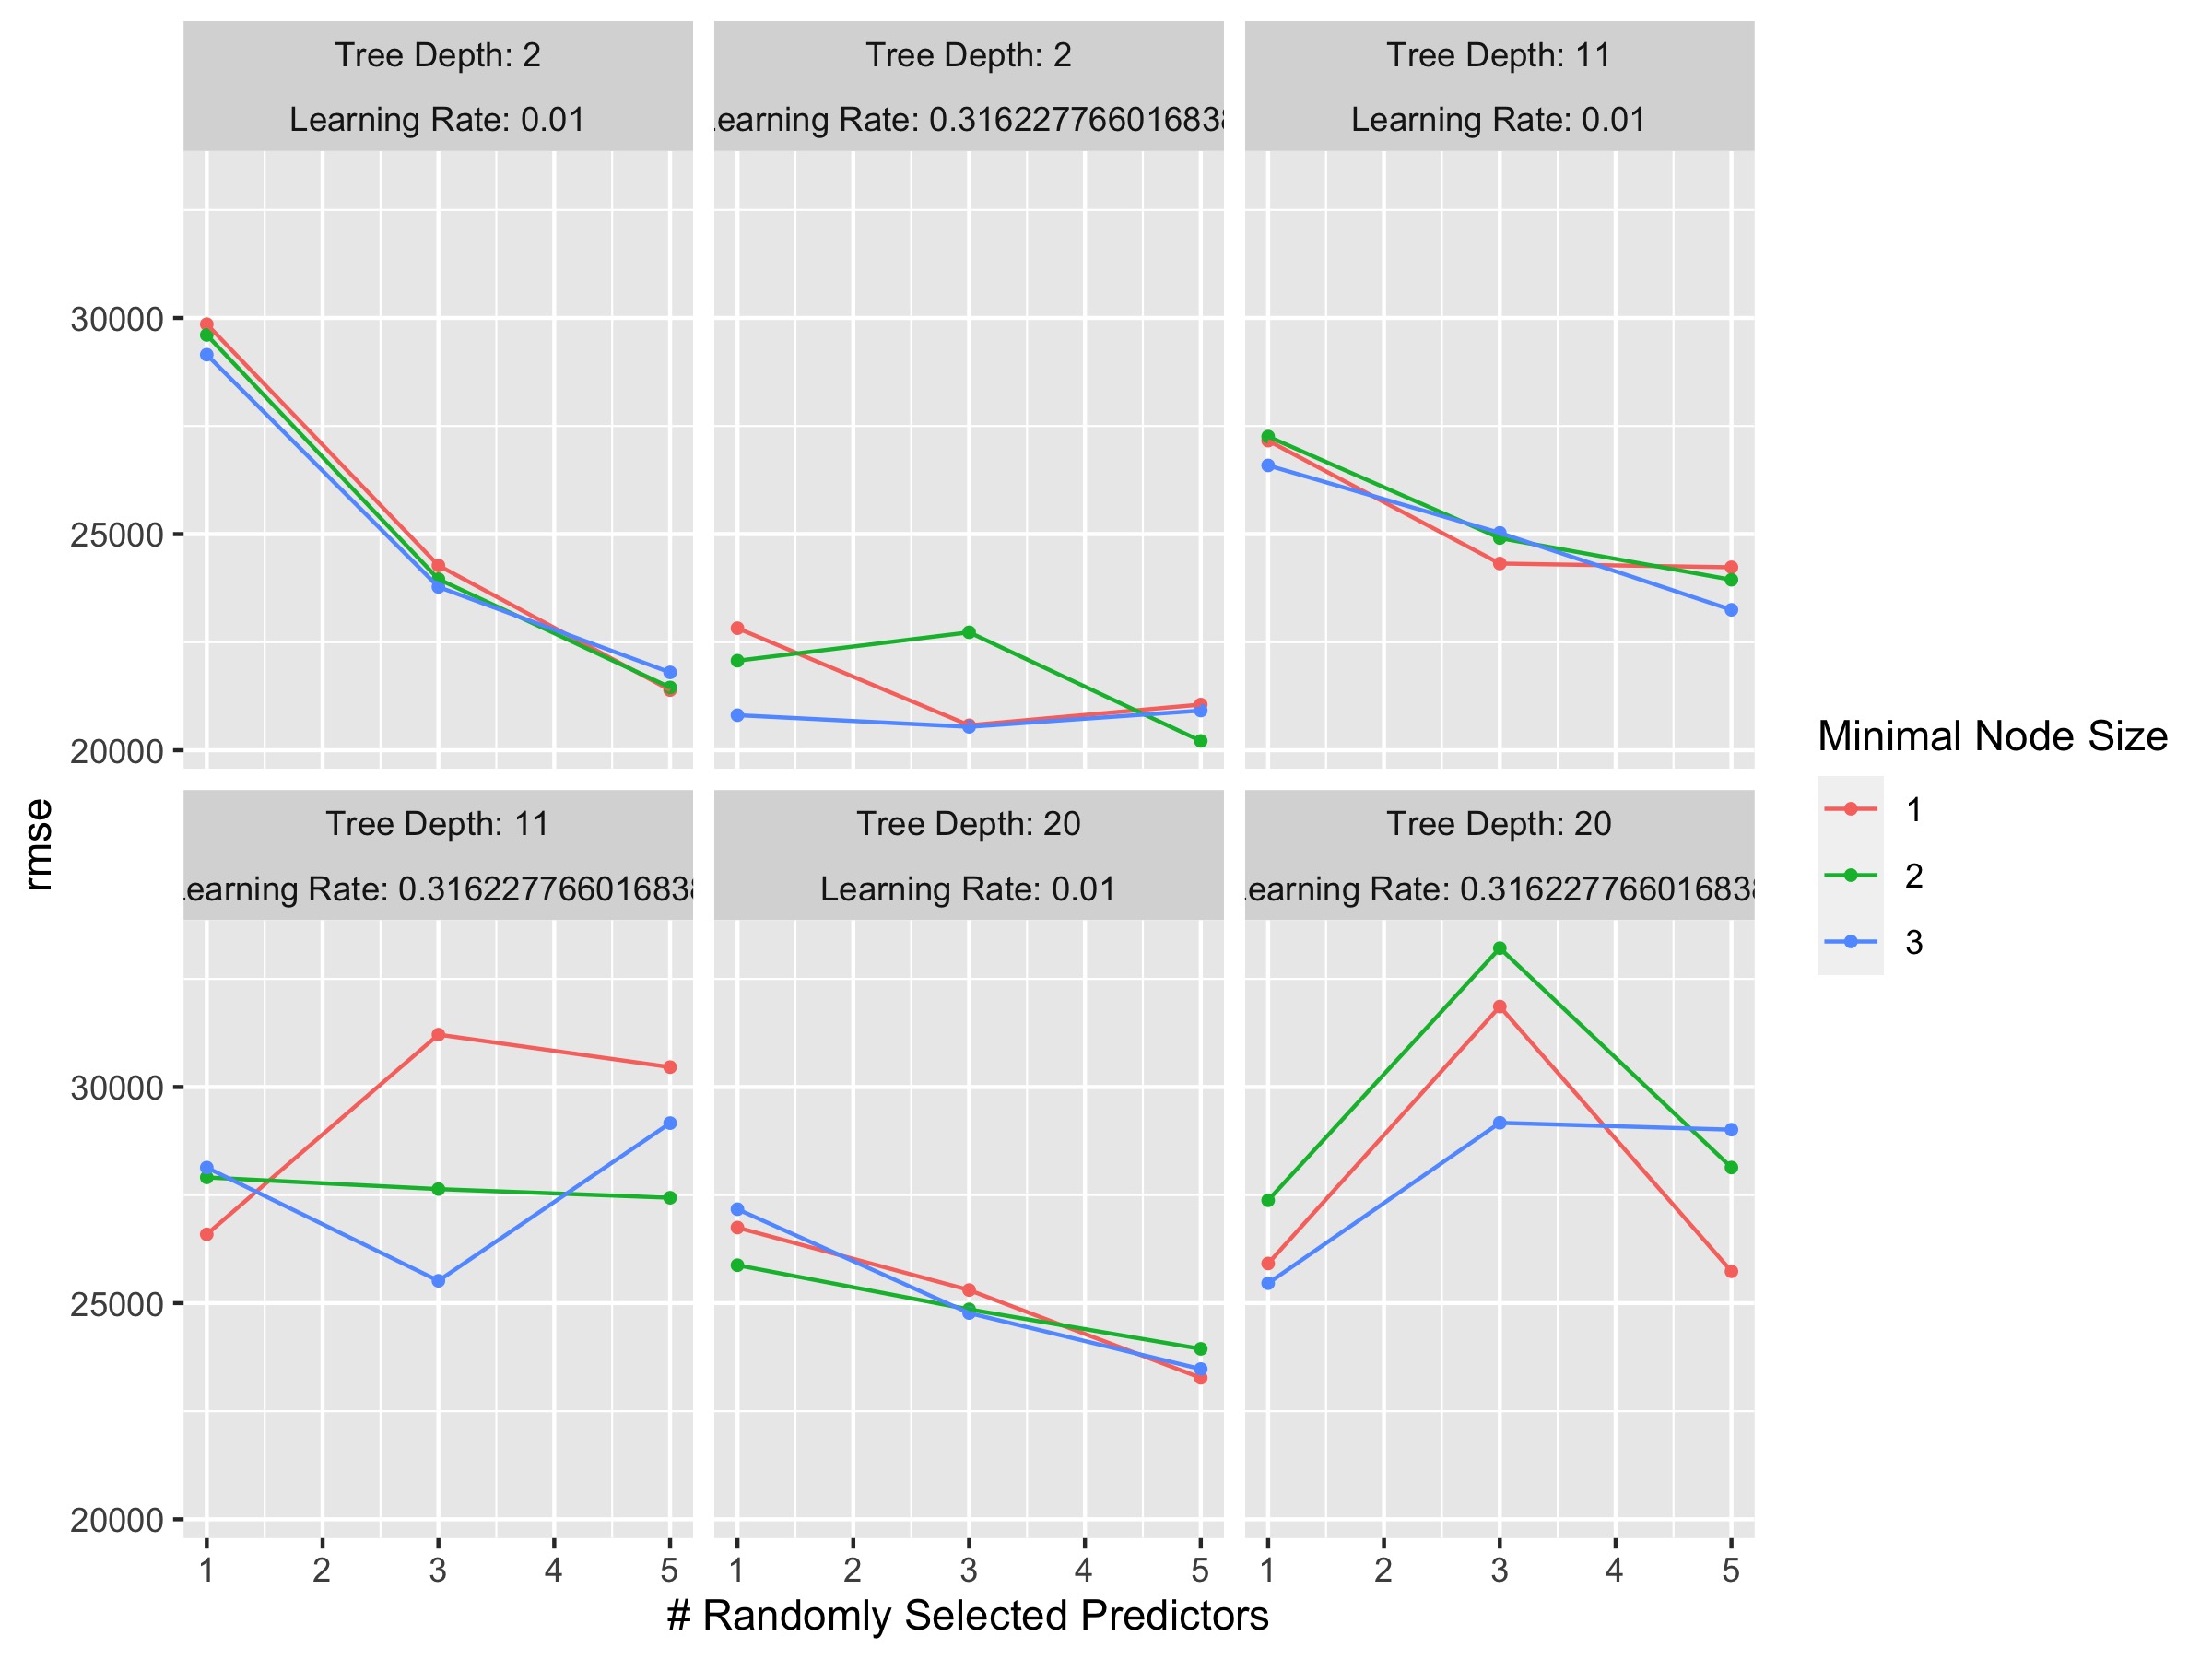 Tree Depth: 2
Learning Rate: 0.01
Tree Depth: 2
earning Rate: 0.31622776601683
Tree Depth: 11
Learning Rate: 0.01
30000
25000
20000
rmse
Tree Depth: 11
earning Rate: 0.31622776601683
Tree Depth: 20
Learning Rate: 0.01
Tree Depth: 20
earning Rate: 0.31622776601683
30000
25000
20000
1 2 3 4 5
1 2 3 4 5
1 2 3 4 5
# Randomly Selected Predictors
Minimal Node Size
1
2
3